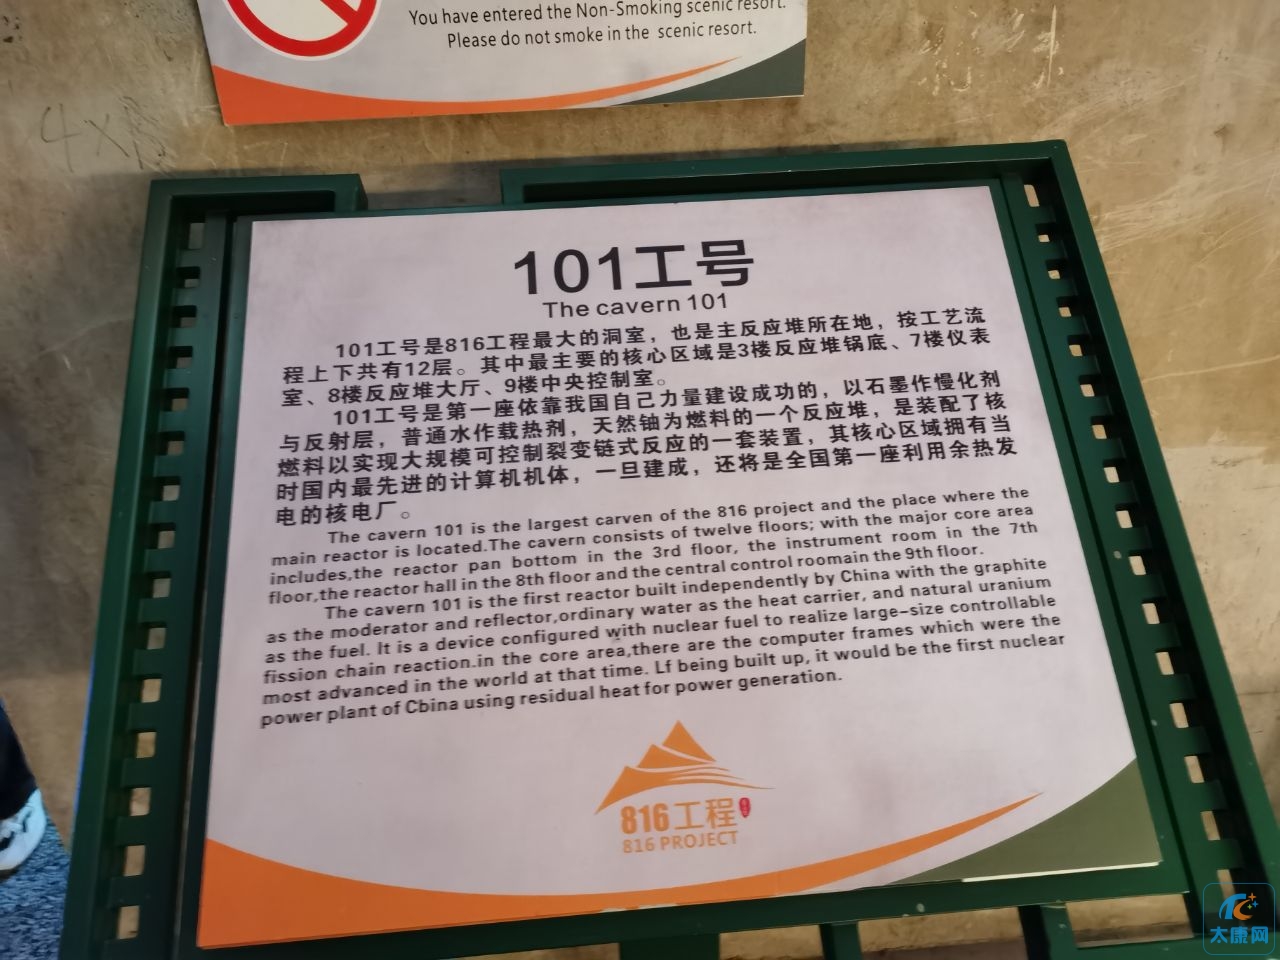 You have entered the Non-Smoking scenic resort.
Please do not smoke in the scenic resort.
101工号
The cavern 101
101工号是816工程最大的洞室，也是主反应堆所在地，按工艺流
程上下共有12层。其中最主要的核心区域是3楼反应堆锅底、7楼仪表
室、8楼反应堆大厅、9楼中央控制室。
101工号是第一座依靠我国自己力量建设成功的，以石墨作慢化剂
与反射层，普通水作载热剂，天然铀为燃料的一个反应堆，是装配了核
燃料以实现大规模可控制裂变链式反应的一套装置，其核心区域拥有当
时国内最先进的计算机机体，一旦建成，还将是全国第一座利用余热发
电的核电厂。
The cavern 101 is the largest carven of the 816 project and the place where the
main reactor is located.The cavern consists of twelve floors; with the major core area
includes,the reactor pan bottom in the 3rd floor, the instrument room in the 7th
floor,the reactor hall in the 8th floor and the central control roomain the 9th floor.
The cavern 101 is the first reactor built independently by China with the graphite
as the moderator and reflector,ordinary water as the heat carrier, and natural uranium
as the fuel. It is a device configured with nuclear fuel to realize large-size controllable
fission chain reaction.in the core area,there are the computer frames which were the
most advanced in the world at that time. Lf being built up, it would be the first nuclear
power plant of Cbina using residual heat for power generation.
816工程
816 PROJECT
太康网